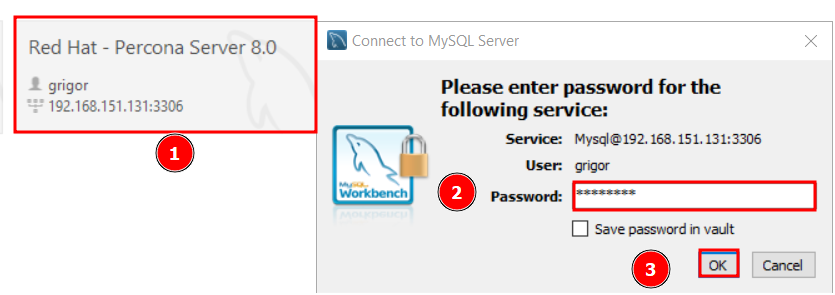 Red Hat - Percona Server 8.0
grigor
192.168.151.131:3306
1
Connect to MySQL Server
Please enter password for the
following service:
Service: Mysql@192.168.151.131:3306
User: grigor
2
Password: ********
MySQL
Workbench
Save password in vault
3
OK Cancel